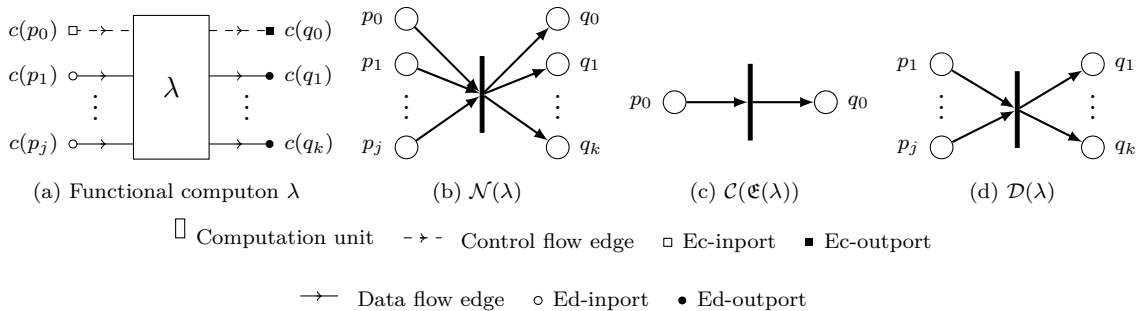 c(p₀) c(q₀) p₀ q₀
c(p₁) c(q₁) p₁ q₁ p₁ q₁
λ p₀ q₀
⋮ ⋮ ⋮ ⋮ ⋮ ⋮
c(pⱼ) c(qₖ) pⱼ qₖ pⱼ qₖ
(a) Functional computon λ (b) 𝒩(λ) (c) 𝒞(𝕰(λ)) (d) 𝒟(λ)
Computation unit Control flow edge Ec-inport Ec-outport
Data flow edge Ed-inport Ed-outport